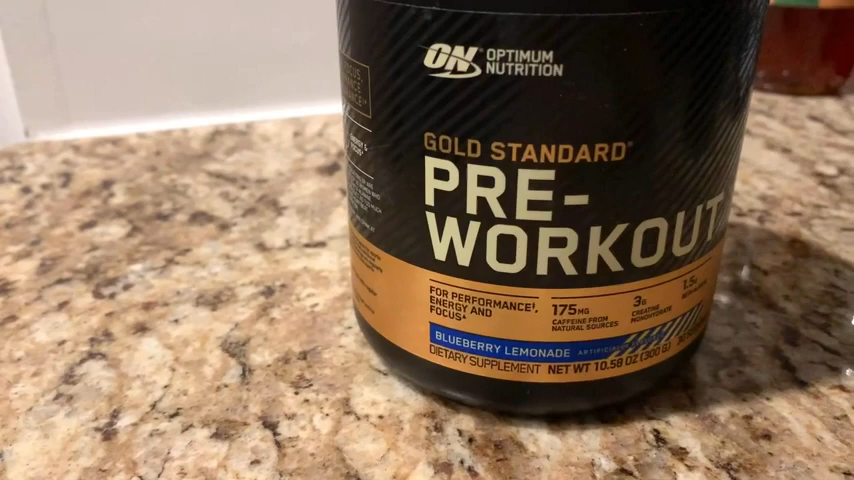 ON OPTIMUM
NUTRITION
GOLD STANDARD®
PRE-
WORKOUT
FOR PERFORMANCE†,
ENERGY AND
FOCUS*
175MG
CAFFEINE FROM
NATURAL SOURCES
3G
CREATINE
MONOHYDRATE
1.5G
BLUEBERRY LEMONADE
DIETARY SUPPLEMENT NET WT 10.58 OZ (300 G)